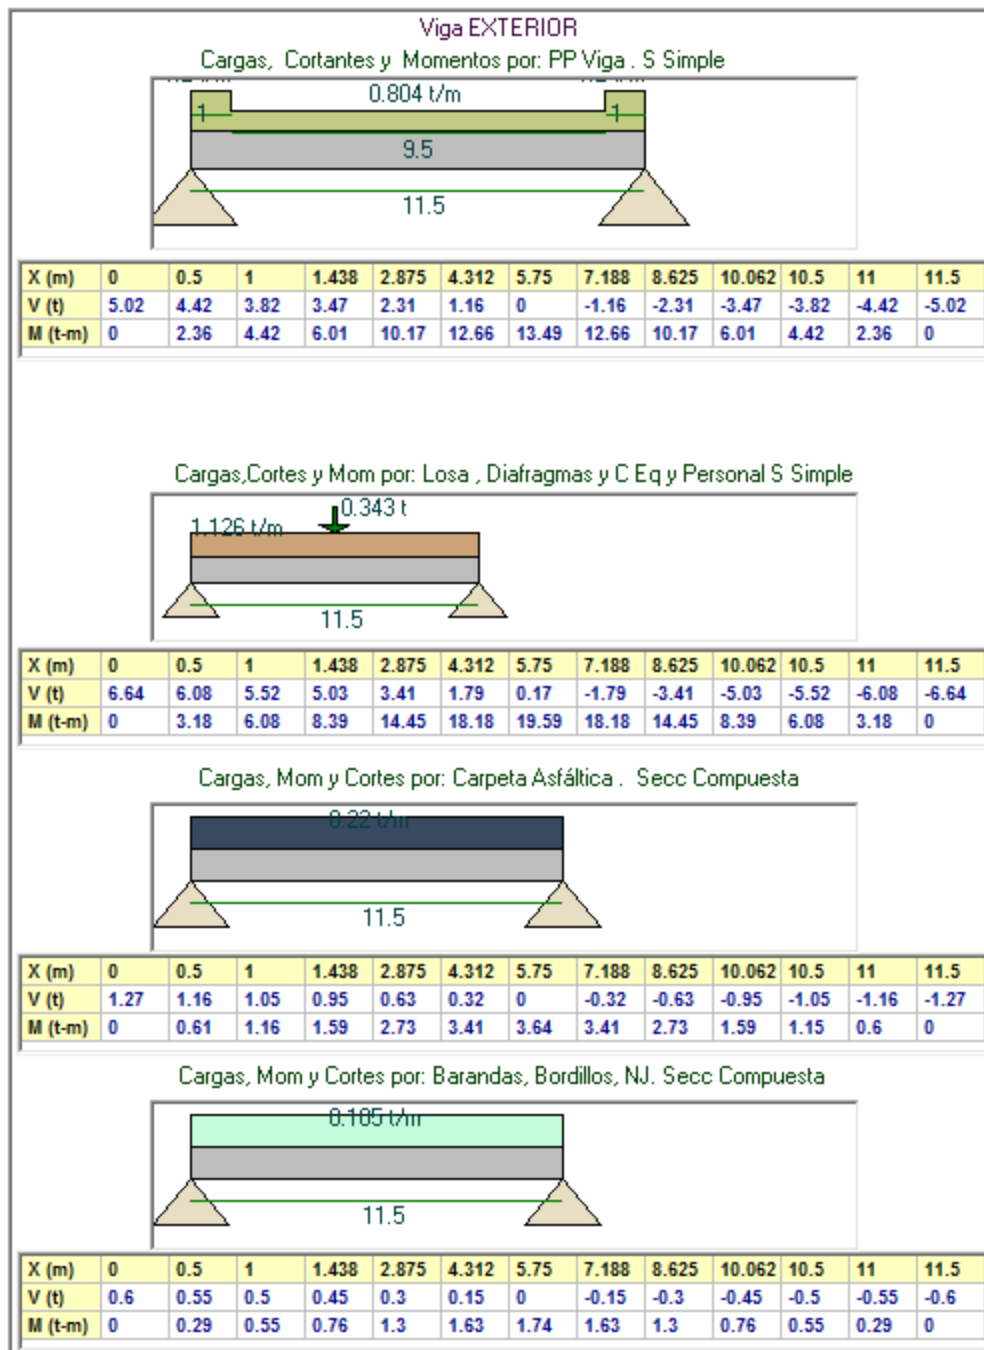 Viga EXTERIOR
Cargas, Cortantes y Momentos por: PP Viga . S Simple
0.804 t/m
1 1
9.5
11.5
X (m) 0 0.5 1 1.438 2.875 4.312 5.75 7.188 8.625 10.062 10.5 11 11.5
V (t) 5.02 4.42 3.82 3.47 2.31 1.16 0 -1.16 -2.31 -3.47 -3.82 -4.42 -5.02
M (t-m) 0 2.36 4.42 6.01 10.17 12.66 13.49 12.66 10.17 6.01 4.42 2.36 0
Cargas,Cortes y Mom por: Losa , Diafragmas y C Eq y Personal S Simple
0.343 t
1.126 t/m
11.5
X (m) 0 0.5 1 1.438 2.875 4.312 5.75 7.188 8.625 10.062 10.5 11 11.5
V (t) 6.64 6.08 5.52 5.03 3.41 1.79 0.17 -1.79 -3.41 -5.03 -5.52 -6.08 -6.64
M (t-m) 0 3.18 6.08 8.39 14.45 18.18 19.59 18.18 14.45 8.39 6.08 3.18 0
Cargas, Mom y Cortes por: Carpeta Asfáltica . Secc Compuesta
0.22 t/m
11.5
X (m) 0 0.5 1 1.438 2.875 4.312 5.75 7.188 8.625 10.062 10.5 11 11.5
V (t) 1.27 1.16 1.05 0.95 0.63 0.32 0 -0.32 -0.63 -0.95 -1.05 -1.16 -1.27
M (t-m) 0 0.61 1.16 1.59 2.73 3.41 3.64 3.41 2.73 1.59 1.15 0.6 0
Cargas, Mom y Cortes por: Barandas, Bordillos, NJ. Secc Compuesta
0.105 t/m
11.5
X (m) 0 0.5 1 1.438 2.875 4.312 5.75 7.188 8.625 10.062 10.5 11 11.5
V (t) 0.6 0.55 0.5 0.45 0.3 0.15 0 -0.15 -0.3 -0.45 -0.5 -0.55 -0.6
M (t-m) 0 0.29 0.55 0.76 1.3 1.63 1.74 1.63 1.3 0.76 0.55 0.29 0